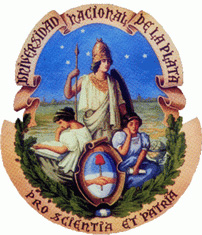 UNIVERSIDAD NACIONAL DE LA PLATA
PRO SCIENTIA ET PATRIA